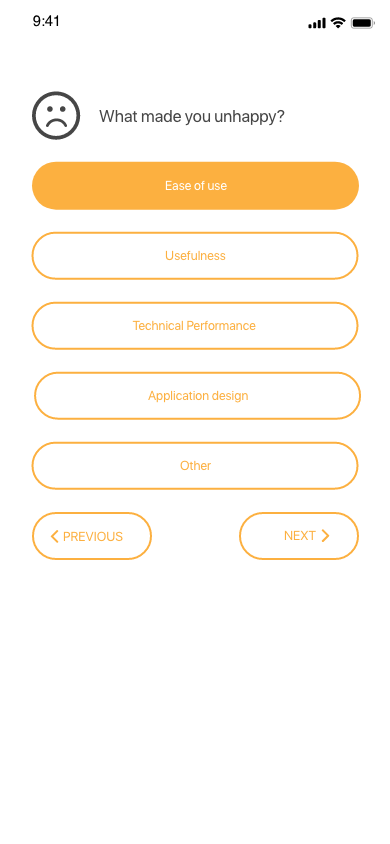 9:41
What made you unhappy?
Ease of use
Usefulness
Technical Performance
Application design
Other
PREVIOUS
NEXT